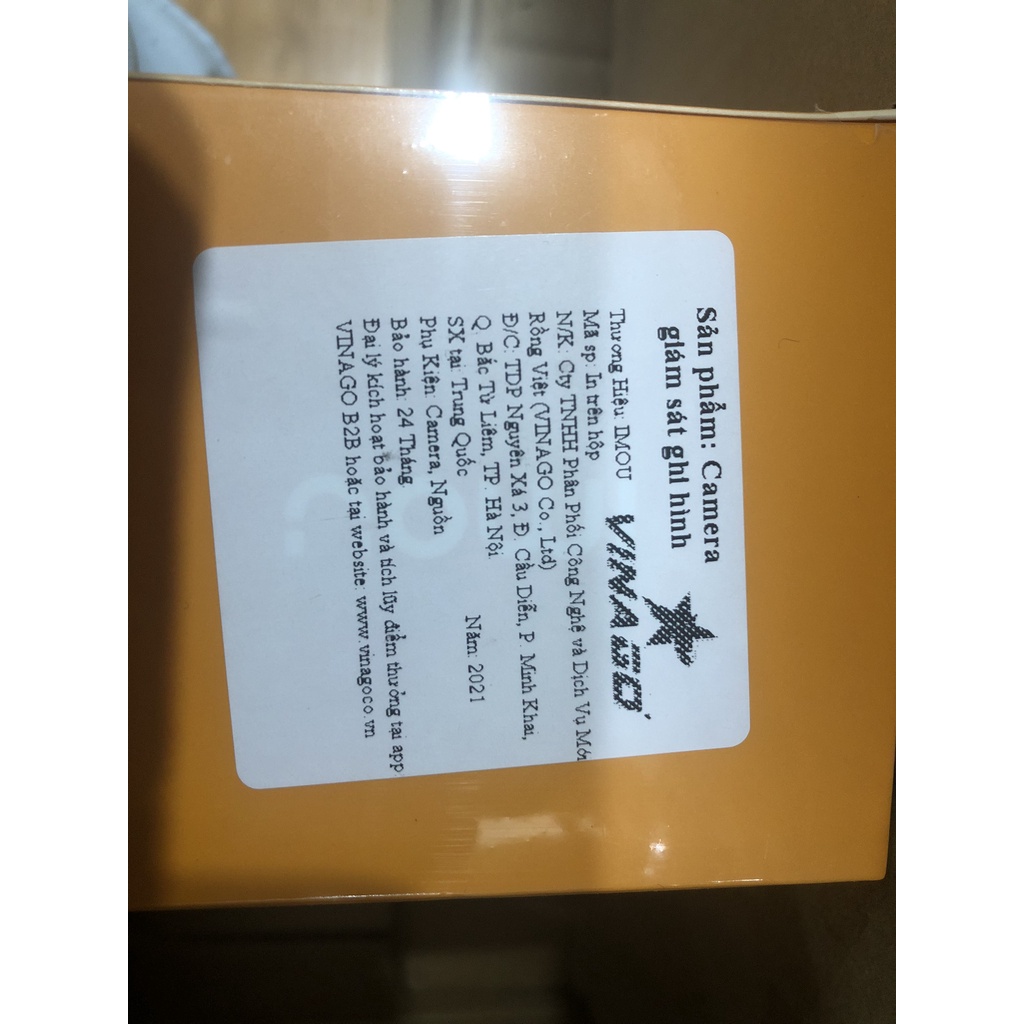 Sản phẩm: Camera
giám sát ghi hình
VINAGO
Thương Hiệu: IMOU
Mã sp: In trên hộp
N/K: Cty TNHH Phân Phối Công Nghệ và Dịch Vụ Mới
Rồng Việt (VINAGO Co., Ltd)
Đ/C: TDP Nguyên Xá 3, Đ. Cầu Diễn, P. Minh Khai,
Q. Bắc Từ Liêm, TP. Hà Nội
SX tại: Trung Quốc
Năm: 2021
Phụ Kiện: Camera, Nguồn
Bảo hành: 24 Tháng
Đại lý kích hoạt bảo hành và tích lũy điểm thưởng tại app
VINAGO B2B hoặc tại website: www.vinagoco.vn